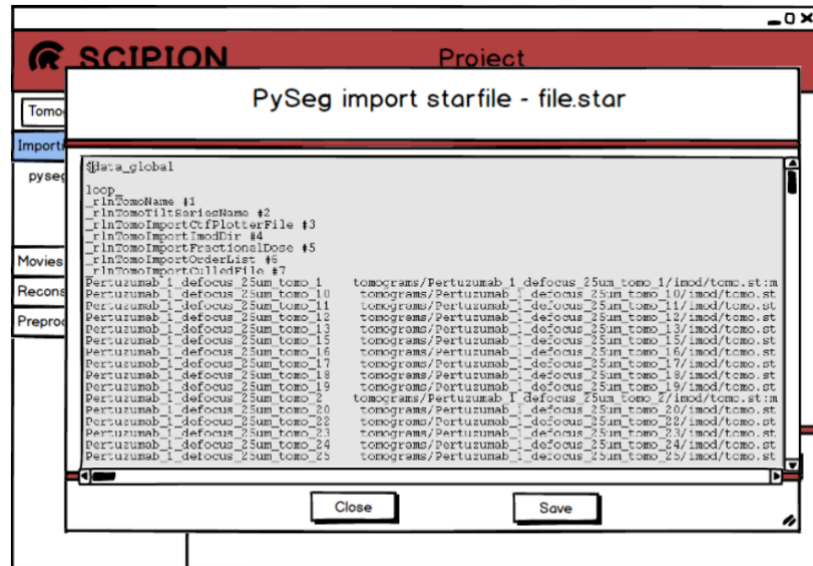 SCIPION Project
PySeg import starfile - file.star
Tomo
Import
pyseg
Movies
Recons
Preproc
data_global
loop_
_rlnTomoName #1
_rlnTomoTiltSeriesName #2
_rlnTomoImportCtfPlotterFile #3
_rlnTomoImportImodDir #4
_rlnTomoImportFractionalDose #5
_rlnTomoImportOrderList #6
_rlnTomoImportCulledFile #7
Pertuzumab_1_defocus_25um_tomo_1 tomograms/Pertuzumab_1_defocus_25um_tomo_1/imod/tomo.st:m
Pertuzumab_1_defocus_25um_tomo_10 tomograms/Pertuzumab_1_defocus_25um_tomo_10/imod/tomo.st
Pertuzumab_1_defocus_25um_tomo_11 tomograms/Pertuzumab_1_defocus_25um_tomo_11/imod/tomo.st
Pertuzumab_1_defocus_25um_tomo_12 tomograms/Pertuzumab_1_defocus_25um_tomo_12/imod/tomo.st
Pertuzumab_1_defocus_25um_tomo_13 tomograms/Pertuzumab_1_defocus_25um_tomo_13/imod/tomo.st
Pertuzumab_1_defocus_25um_tomo_15 tomograms/Pertuzumab_1_defocus_25um_tomo_15/imod/tomo.st
Pertuzumab_1_defocus_25um_tomo_16 tomograms/Pertuzumab_1_defocus_25um_tomo_16/imod/tomo.st
Pertuzumab_1_defocus_25um_tomo_17 tomograms/Pertuzumab_1_defocus_25um_tomo_17/imod/tomo.st
Pertuzumab_1_defocus_25um_tomo_18 tomograms/Pertuzumab_1_defocus_25um_tomo_18/imod/tomo.st
Pertuzumab_1_defocus_25um_tomo_19 tomograms/Pertuzumab_1_defocus_25um_tomo_19/imod/tomo.st
Pertuzumab_1_defocus_25um_tomo_2 tomograms/Pertuzumab_1_defocus_25um_tomo_2/imod/tomo.st:m
Pertuzumab_1_defocus_25um_tomo_20 tomograms/Pertuzumab_1_defocus_25um_tomo_20/imod/tomo.st
Pertuzumab_1_defocus_25um_tomo_22 tomograms/Pertuzumab_1_defocus_25um_tomo_22/imod/tomo.st
Pertuzumab_1_defocus_25um_tomo_23 tomograms/Pertuzumab_1_defocus_25um_tomo_23/imod/tomo.st
Pertuzumab_1_defocus_25um_tomo_24 tomograms/Pertuzumab_1_defocus_25um_tomo_24/imod/tomo.st
Pertuzumab_1_defocus_25um_tomo_25 tomograms/Pertuzumab_1_defocus_25um_tomo_25/imod/tomo.st
Close Save